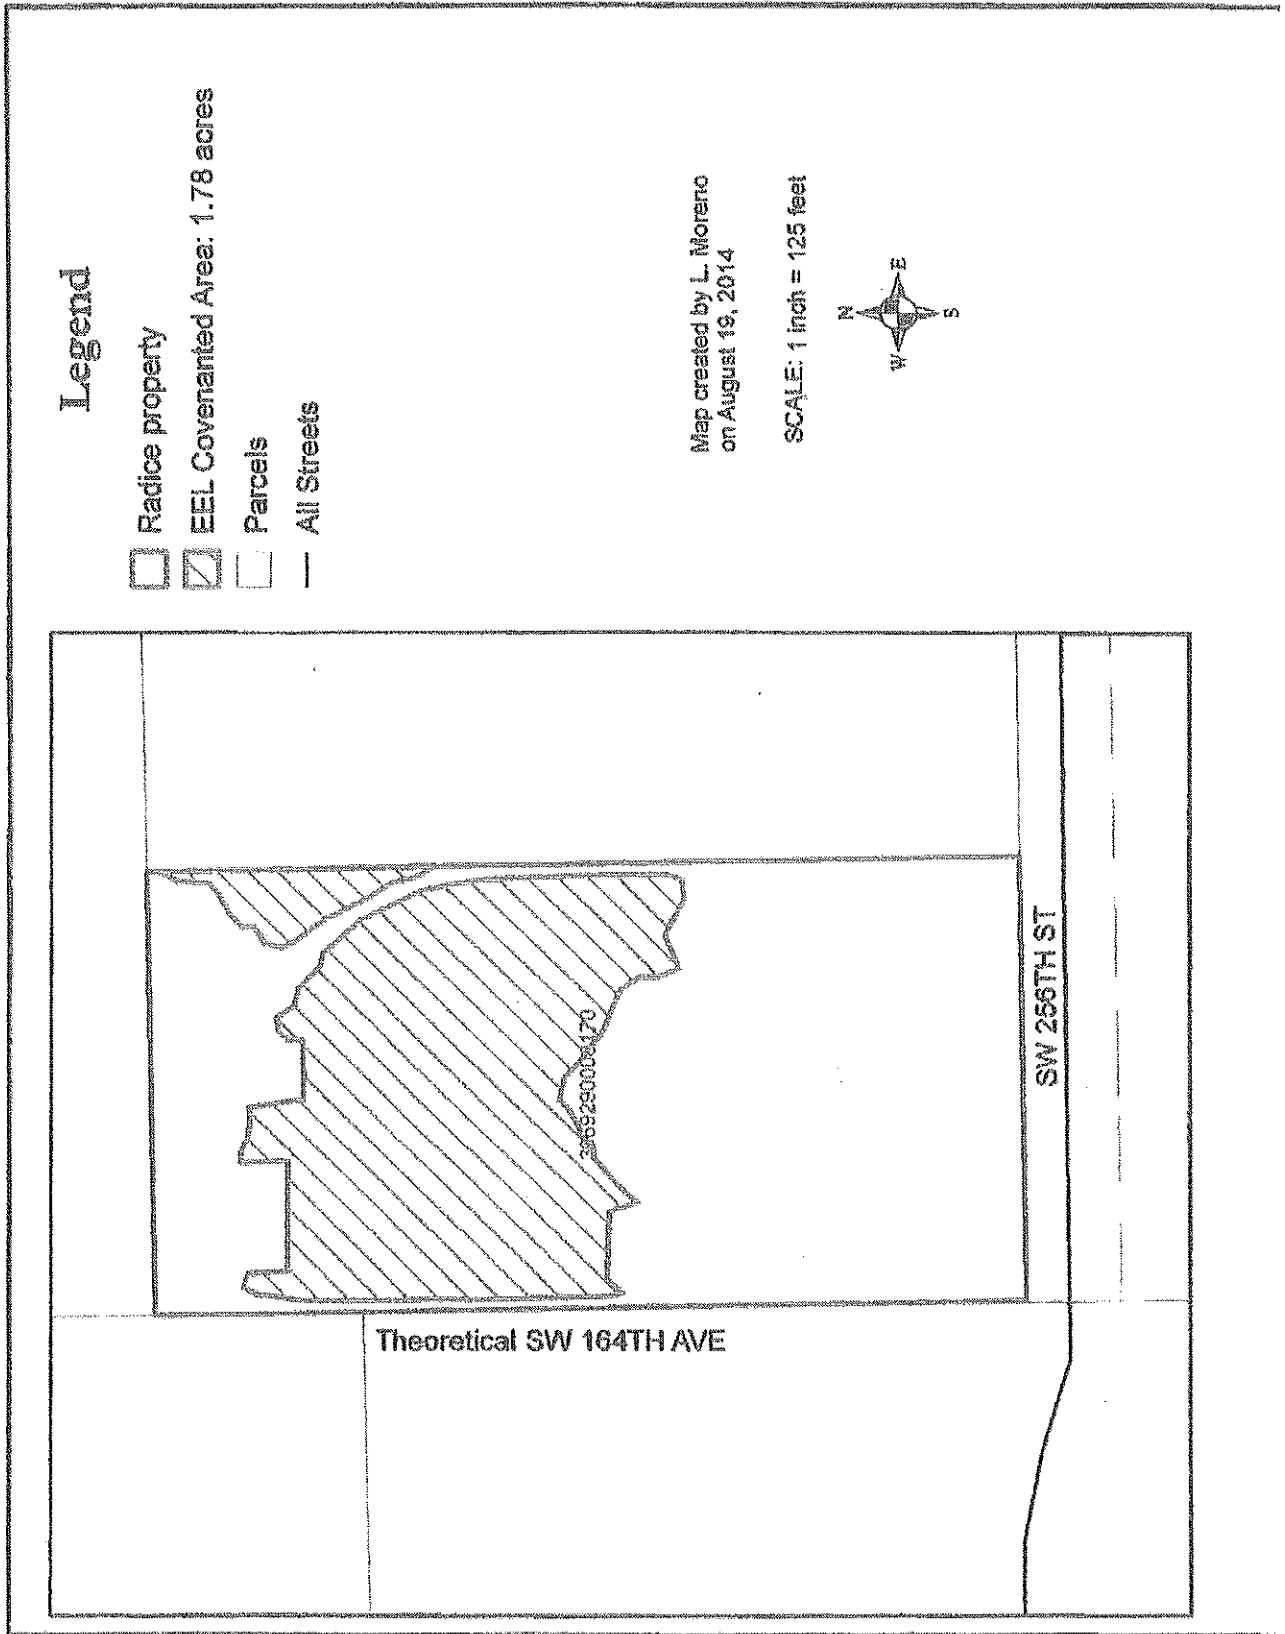 Legend
Radice property
EEL Covenanted Area: 1.78 acres
Parcels
All Streets
Map created by L. Moreno
on August 19, 2014
SCALE: 1 inch = 125 feet
N
W
E
S
Theoretical SW 164TH AVE
SW 256TH ST